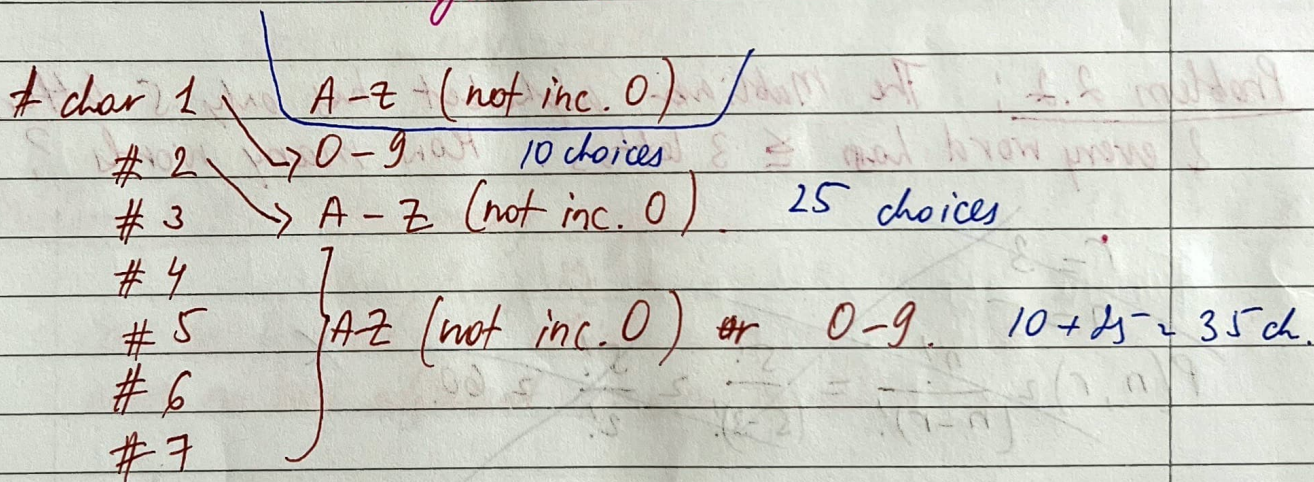 # char 1 A-Z (not inc. O)
# 2 0-9 10 choices
# 3 A-Z (not inc. O). 25 choices
# 4
# 5 A-Z (not inc. O) or 0-9. 10+25=35 ch.
# 6
# 7